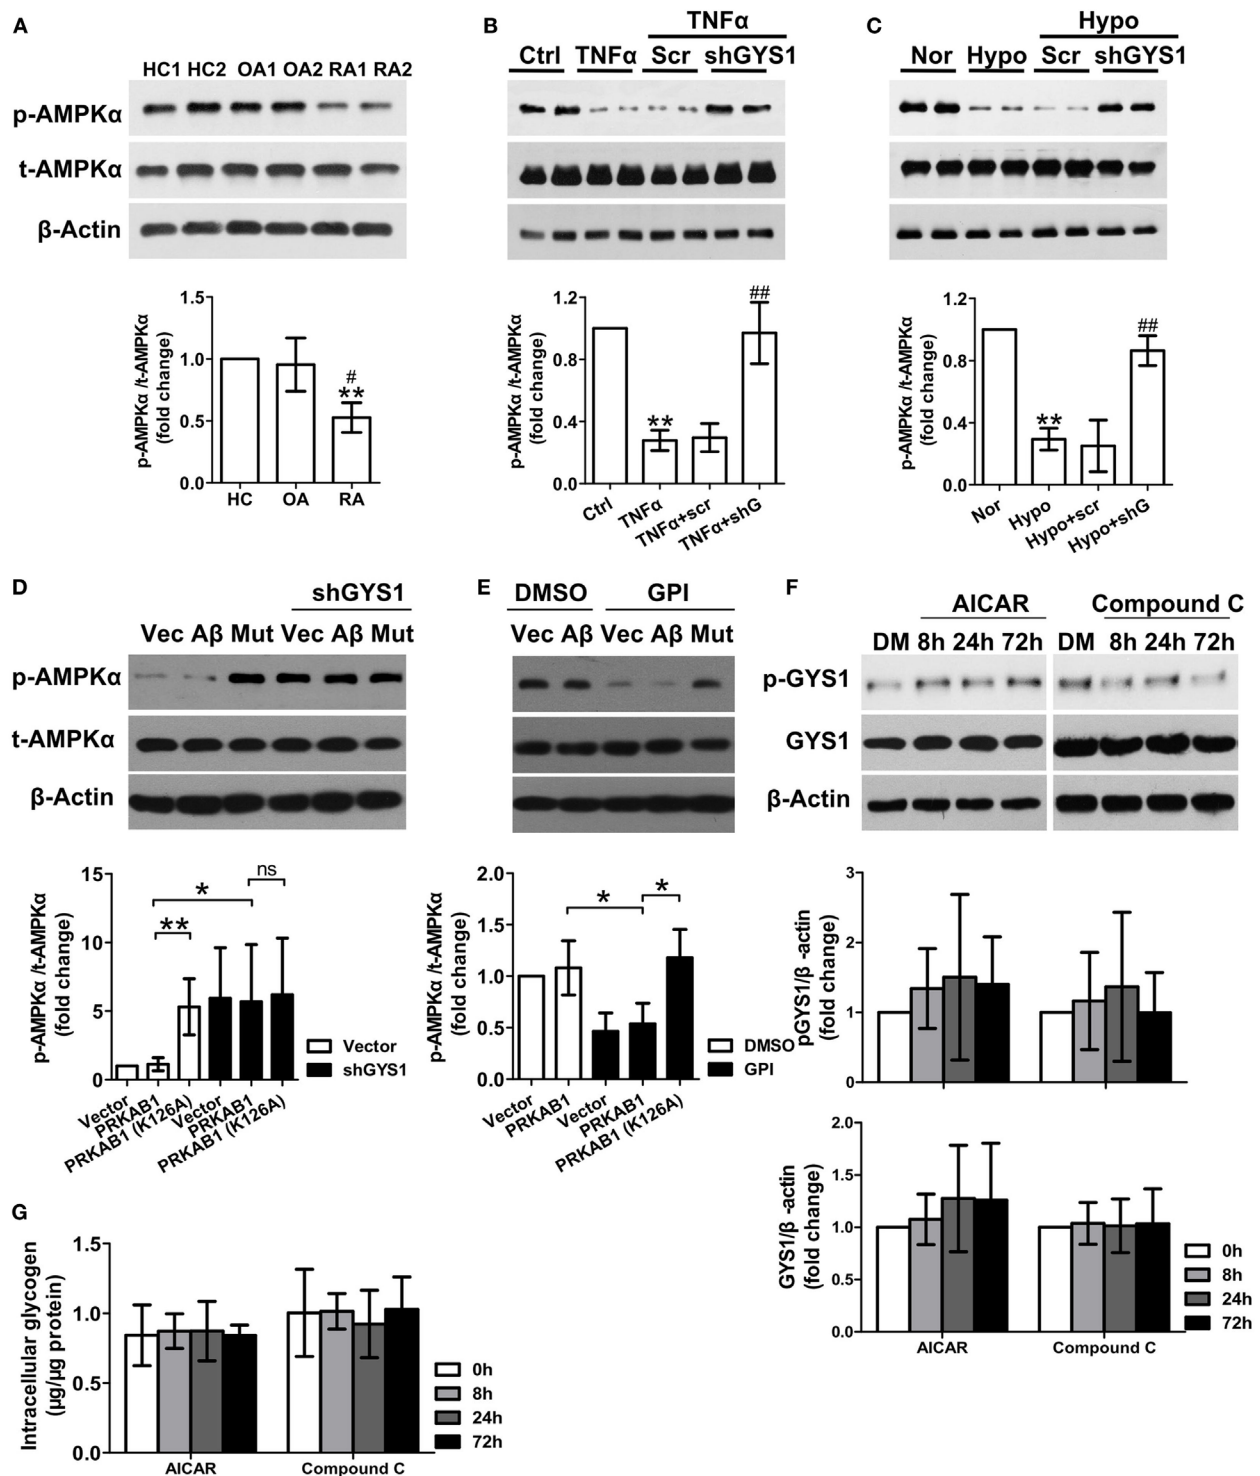 A
HC1 HC2 OA1 OA2 RA1 RA2
p-AMPKα
t-AMPKα
β-Actin
p-AMPKα /t-AMPKα
(fold change)
1.5
1.0
0.5
0.0
#
**
HC OA RA
B
TNFα
Ctrl TNFα Scr shGYS1
p-AMPKα /t-AMPKα
(fold change)
1.2
0.8
0.4
0.0
**
##
Ctrl
TNFα
TNFα+scr
TNFα+shG
C
Hypo
Nor Hypo Scr shGYS1
p-AMPKα /t-AMPKα
(fold change)
1.2
0.8
0.4
0.0
**
##
Nor
Hypo
Hypo+scr
Hypo+shG
D
shGYS1
Vec Aβ Mut Vec Aβ Mut
p-AMPKα
t-AMPKα
β-Actin
p-AMPKα /t-AMPKα
(fold change)
15
10
5
0
ns
*
**
Vector
PRKAB1
PRKAB1 (K126A)
Vector
PRKAB1
PRKAB1 (K126A)
Vector
shGYS1
E
DMSO GPI
Vec Aβ Vec Aβ Mut
p-AMPKα /t-AMPKα
(fold change)
2.0
1.5
1.0
0.5
0.0
* *
Vector
PRKAB1
Vector
PRKAB1
PRKAB1 (K126A)
DMSO
GPI
F
AICAR Compound C
DM 8h 24h 72h DM 8h 24h 72h
p-GYS1
GYS1
β-Actin
pGYS1/β -actin
(fold change)
3
2
1
0
GYS1/β -actin
(fold change)
2.0
1.5
1.0
0.5
0.0
AICAR Compound C
0h
8h
24h
72h
G
Intracellular glycogen
(μg/μg protein)
1.5
1.0
0.5
0.0
AICAR Compound C
0h
8h
24h
72h